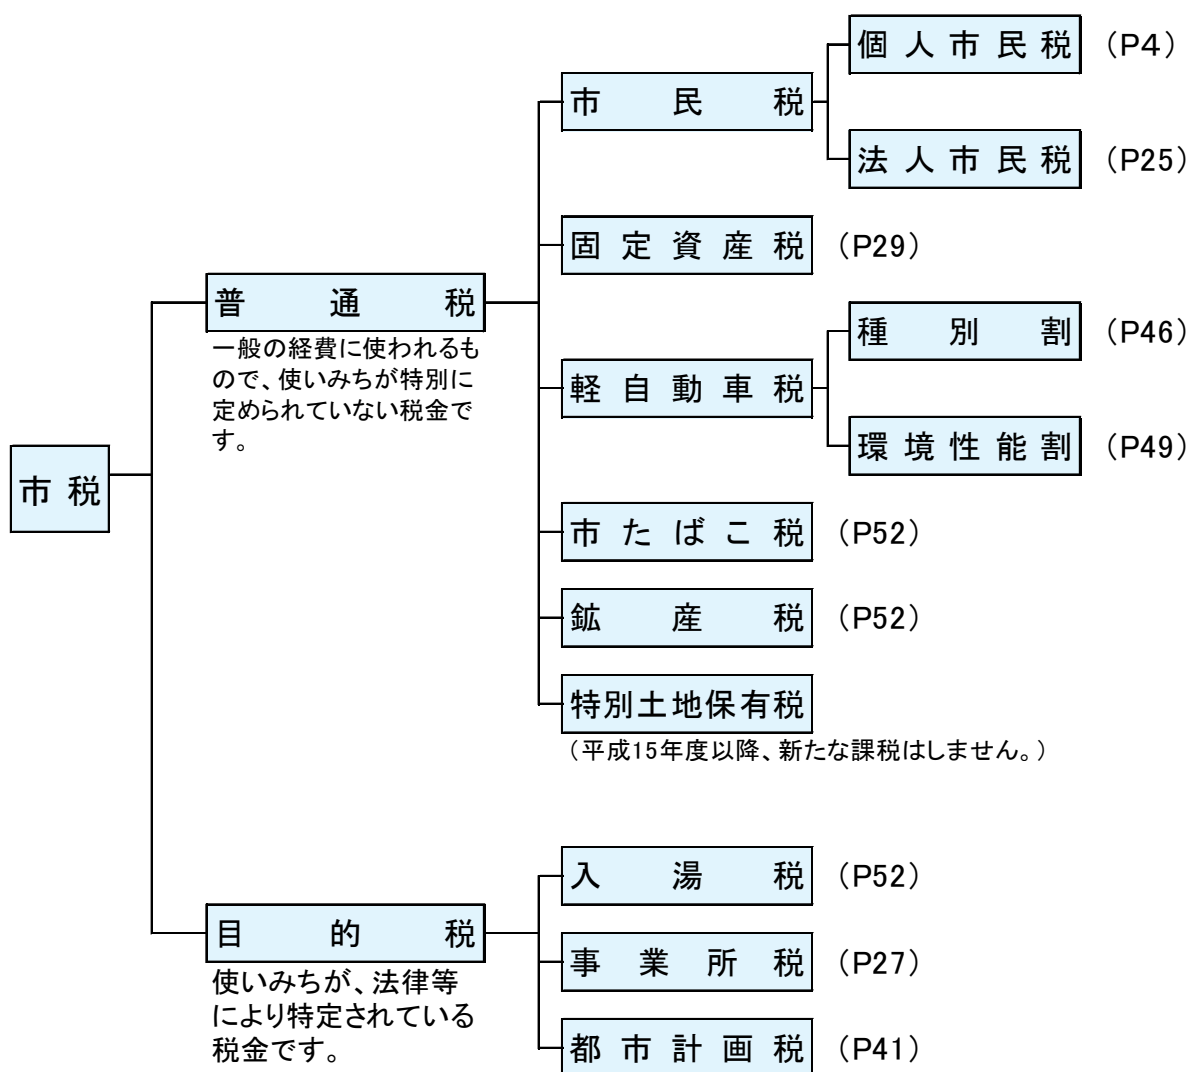 個人市民税 （P4）
市民税
法人市民税 （P25）
固定資産税 （P29）
普通税
一般の経費に使われるも
ので、使いみちが特別に
定められていない税金で
す。
種別割 （P46）
軽自動車税
環境性能割 （P49）
市税
市たばこ税 （P52）
鉱産税 （P52）
特別土地保有税
（平成15年度以降、新たな課税はしません。）
入湯税 （P52）
目的税
使いみちが、法律等
により特定されている
税金です。
事業所税 （P27）
都市計画税 （P41）